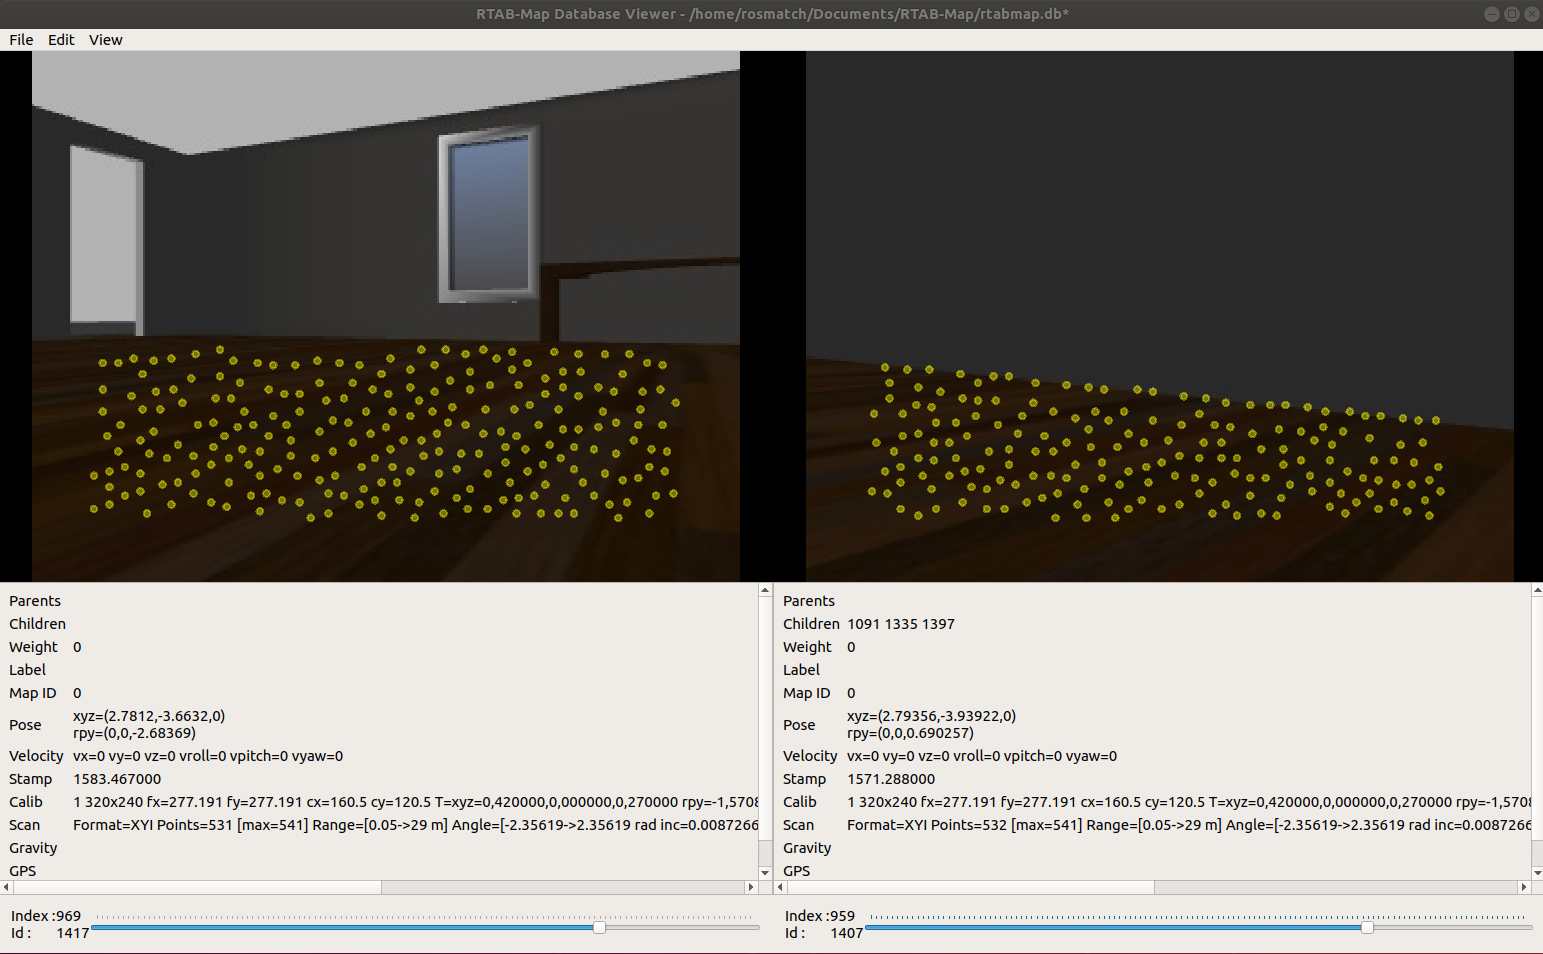 RTAB-Map Database Viewer - /home/rosmatch/Documents/RTAB-Map/rtabmap.db*
File Edit View
Parents
Children
Weight 0
Label
Map ID 0
Pose xyz=(2.7812,-3.6632,0)
rpy=(0,0,-2.68369)
Velocity vx=0 vy=0 vz=0 vroll=0 vpitch=0 vyaw=0
Stamp 1583.467000
Calib 1 320x240 fx=277.191 fy=277.191 cx=160.5 cy=120.5 T=xyz=0,420000,0,000000,0,270000 rpy=-1,5708
Scan Format=XYI Points=531 [max=541] Range=[0.05->29 m] Angle=[-2.35619->2.35619 rad inc=0.0087266
Gravity
GPS
Index :969
Id : 1417
Parents
Children 1091 1335 1397
Weight 0
Label
Map ID 0
Pose xyz=(2.79356,-3.93922,0)
rpy=(0,0,0.690257)
Velocity vx=0 vy=0 vz=0 vroll=0 vpitch=0 vyaw=0
Stamp 1571.288000
Calib 1 320x240 fx=277.191 fy=277.191 cx=160.5 cy=120.5 T=xyz=0,420000,0,000000,0,270000 rpy=-1,5708
Scan Format=XYI Points=532 [max=541] Range=[0.05->29 m] Angle=[-2.35619->2.35619 rad inc=0.0087266
Gravity
GPS
Index :959
Id : 1407